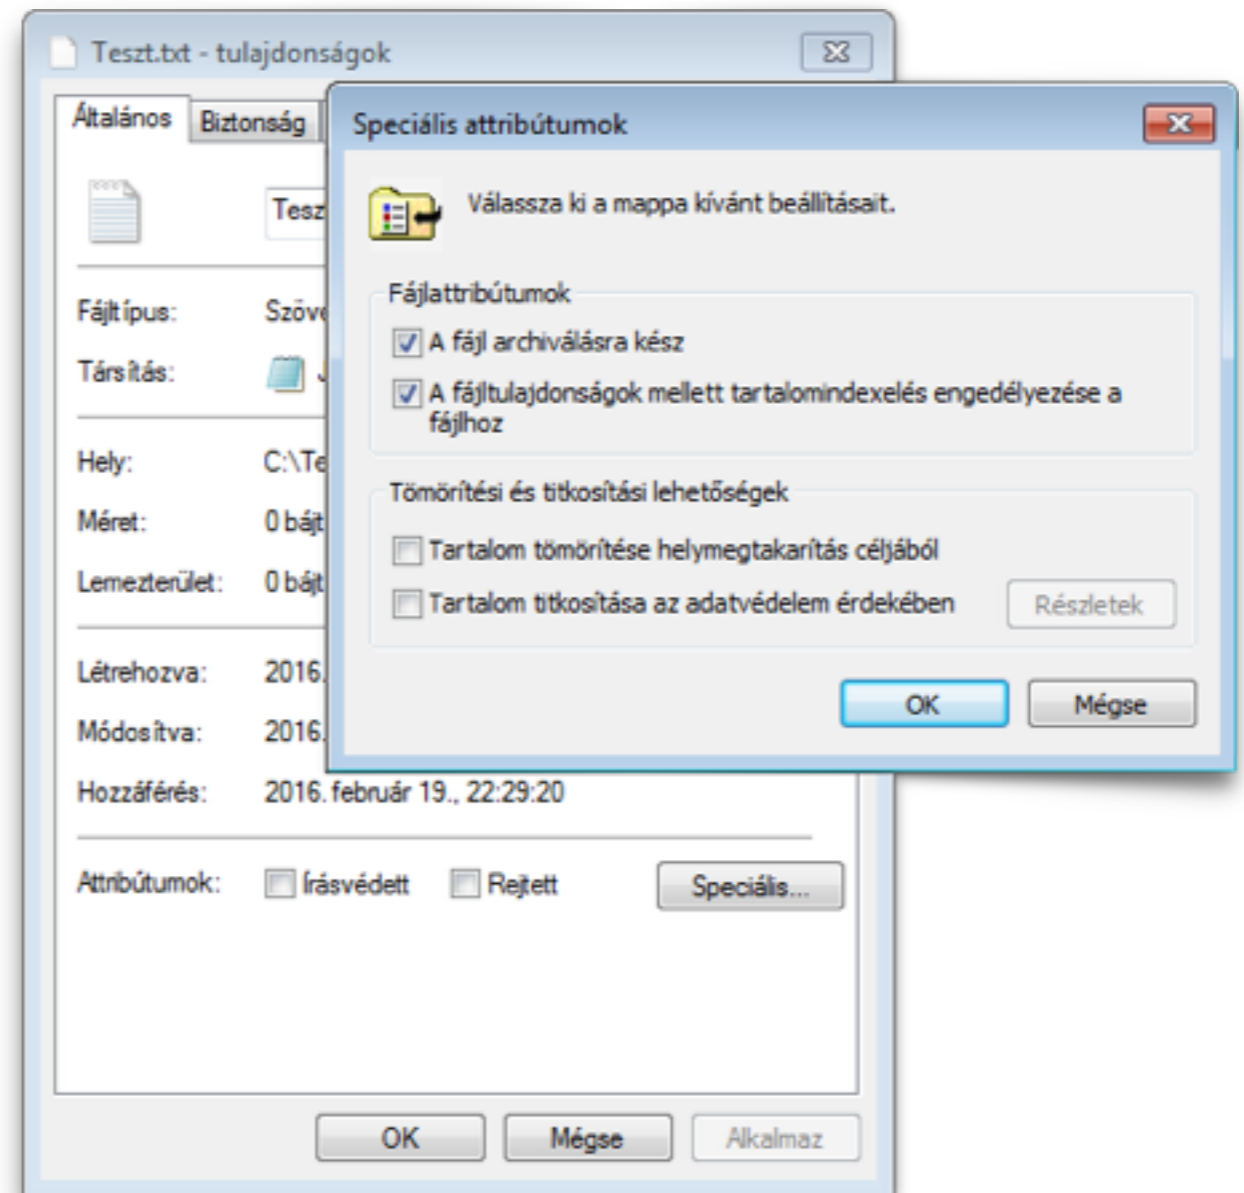 Teszt.txt - tulajdonságok
Általános Biztonság
Speciális attribútumok
Válassza ki a mappa kívánt beállításait.
Fájlattribútumok
A fájl archiválásra kész
A fájltulajdonságok mellett tartalomindexelés engedélyezése a
fájlhoz
Tömörítési és titkosítási lehetőségek
Tartalom tömörítése helymegtakarítás céljából
Tartalom titkosítása az adatvédelem érdekében Részletek
OK Mégse
Tesz
Fájltípus: Szöve
Társítás:
Hely: C:\Te
Méret: 0 bájt
Lemezterület: 0 bájt
Létrehozva: 2016.
Módosítva: 2016.
Hozzáférés: 2016. február 19., 22:29:20
Attribútumok: Írásvédett Rejtett Speciális...
OK Mégse Alkalmaz